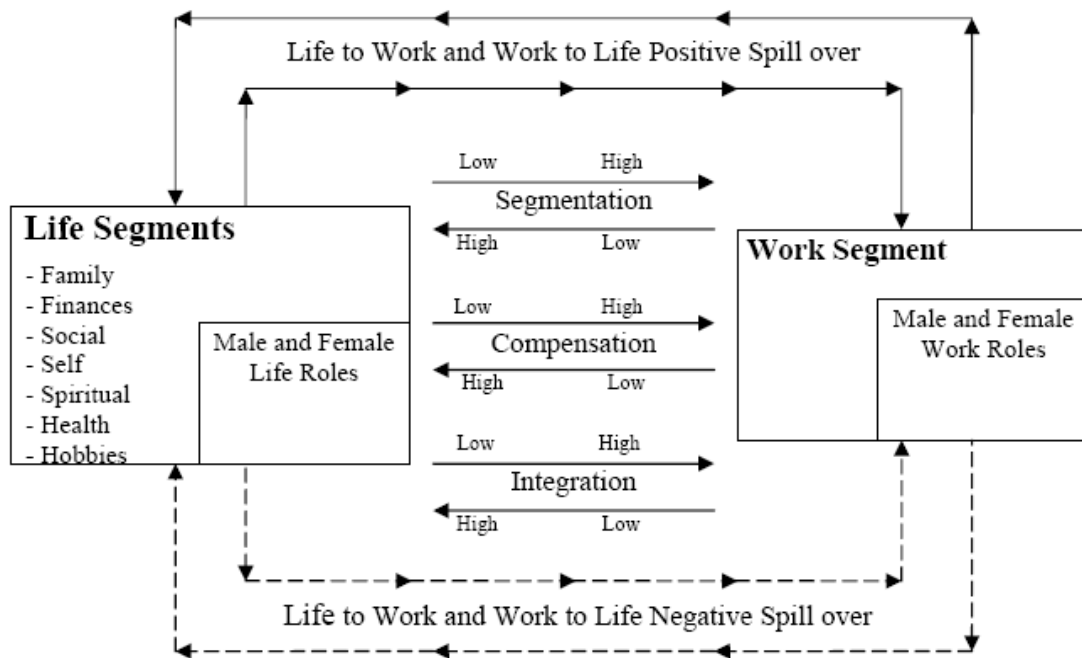 Life to Work and Work to Life Positive Spill over
Low High
Segmentation
High Low
Life Segments
- Family
- Finances
- Social
- Self
- Spiritual
- Health
- Hobbies
Male and Female
Life Roles
Low High
Compensation
High Low
Work Segment
Male and Female
Work Roles
Low High
Integration
High Low
Life to Work and Work to Life Negative Spill over